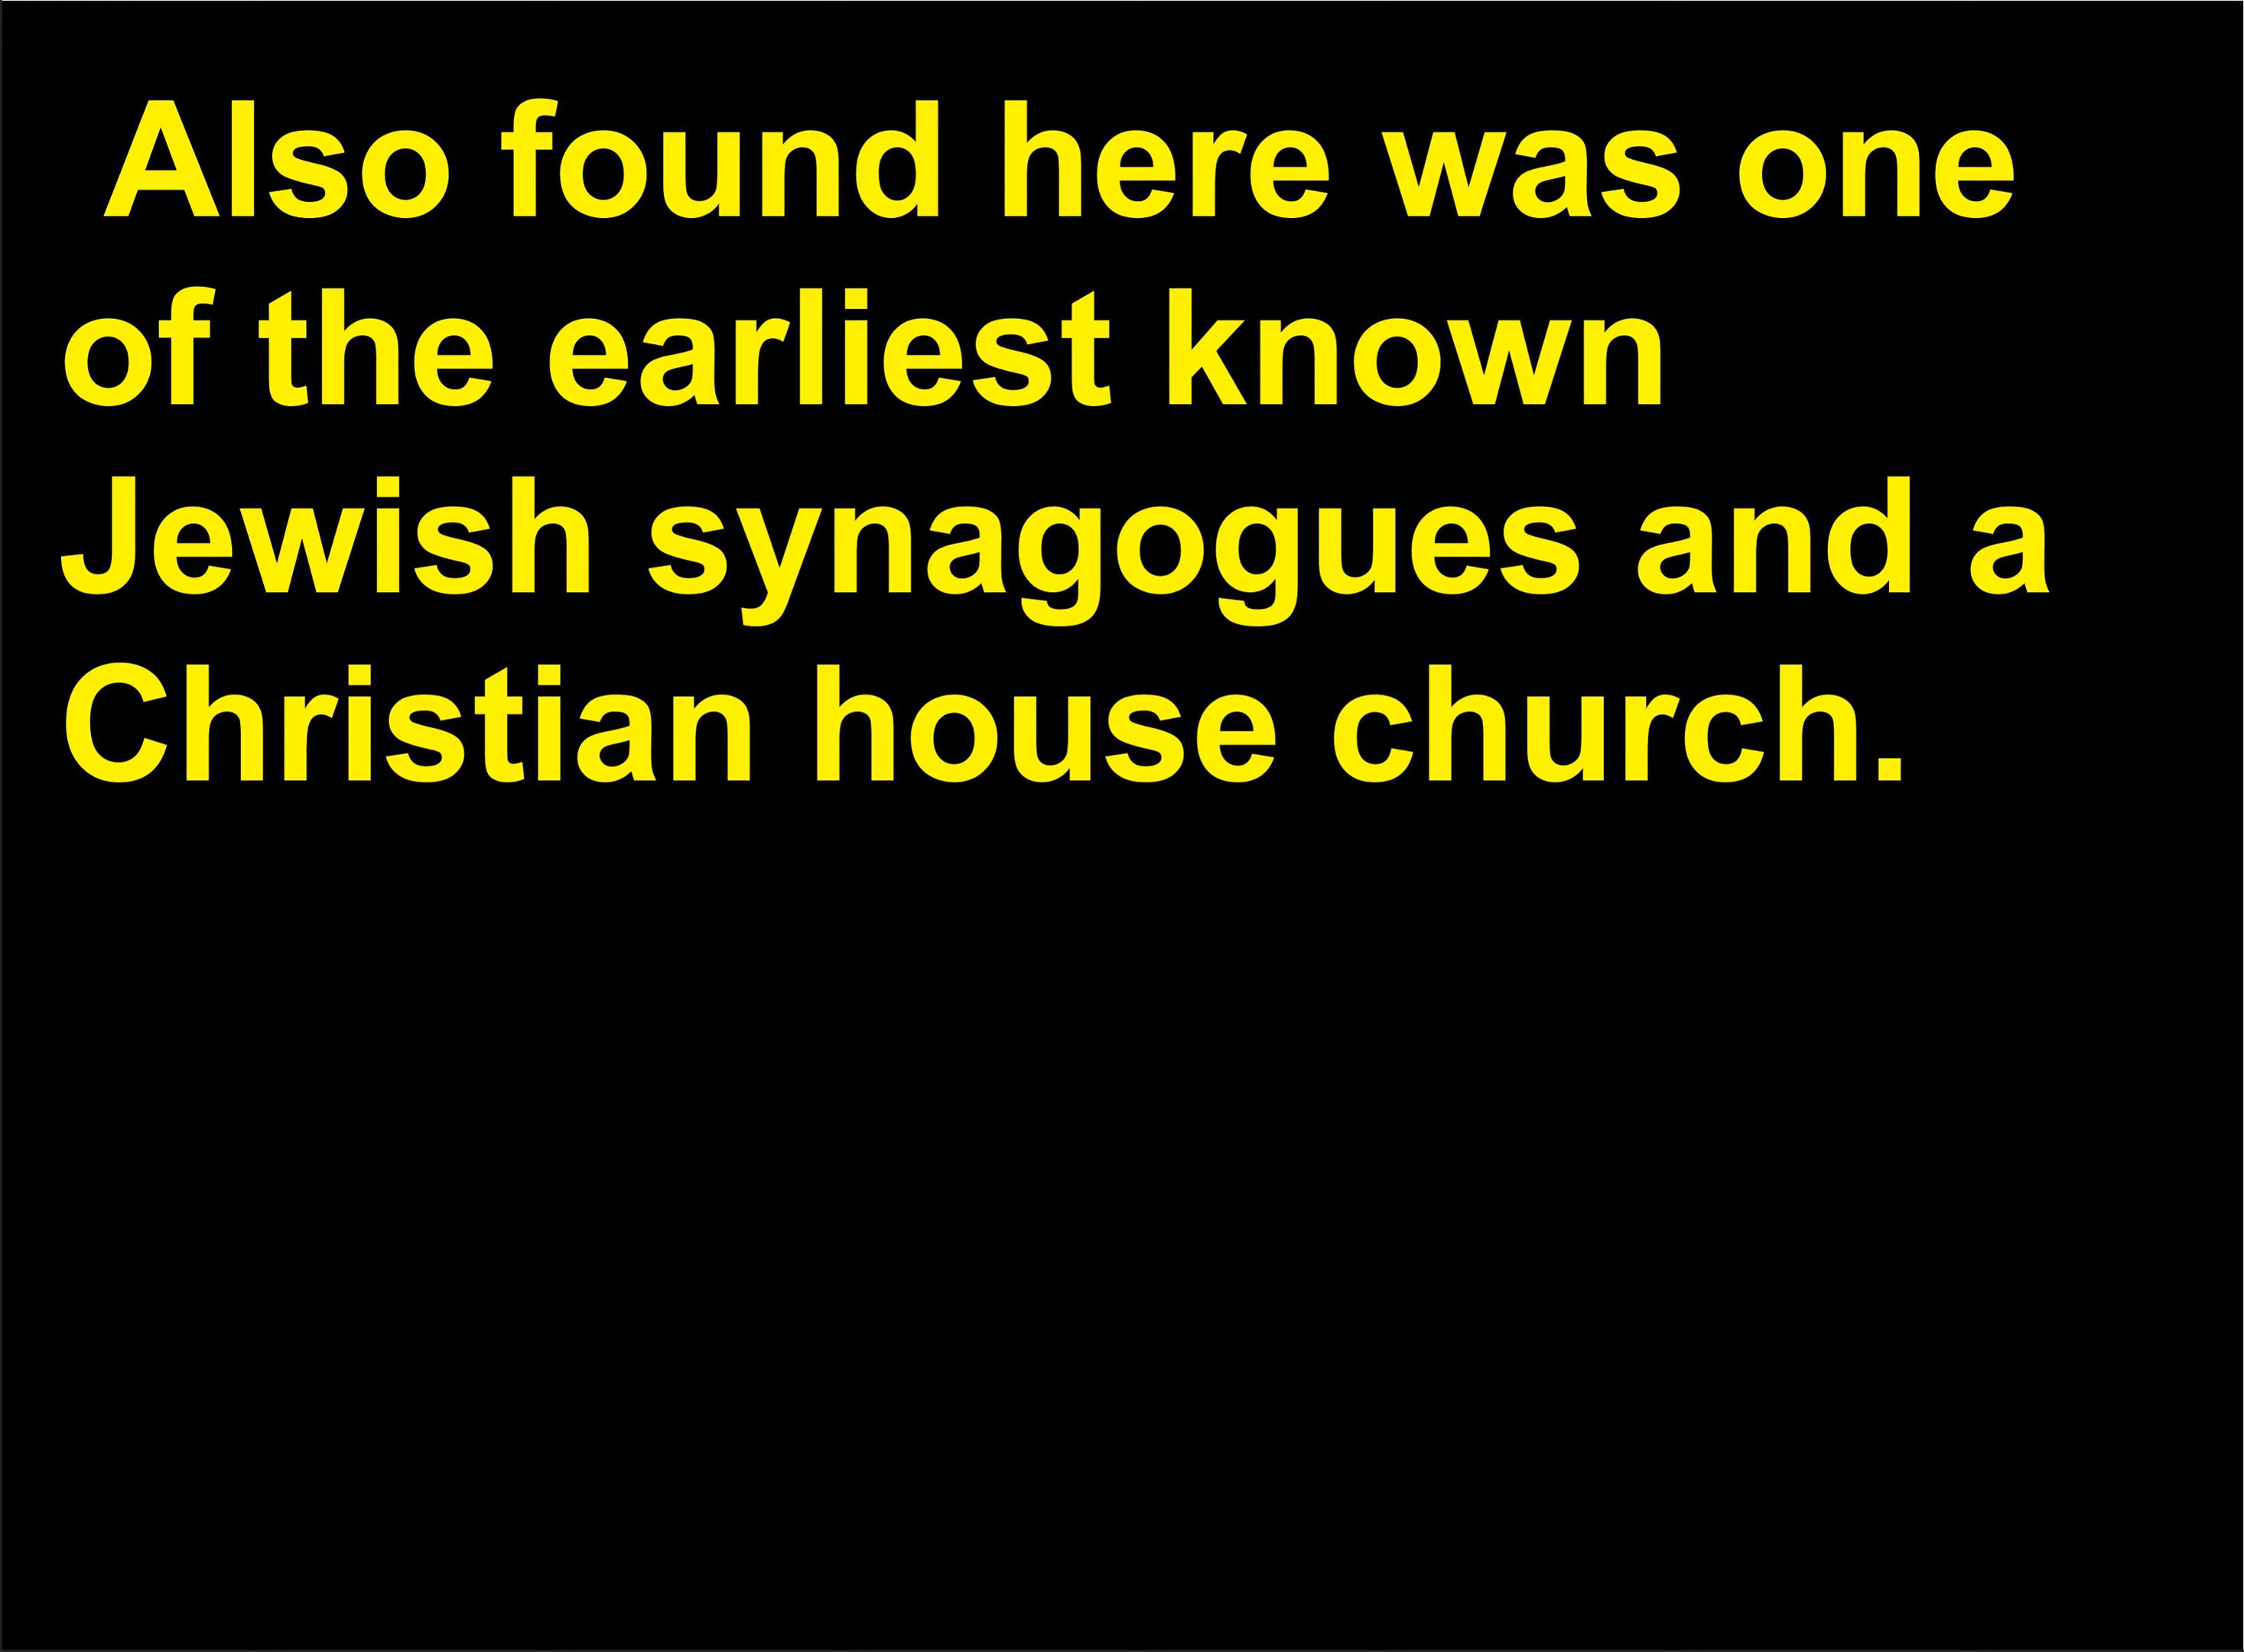 Also found here was one
of the earliest known
Jewish synagogues and a
Christian house church.